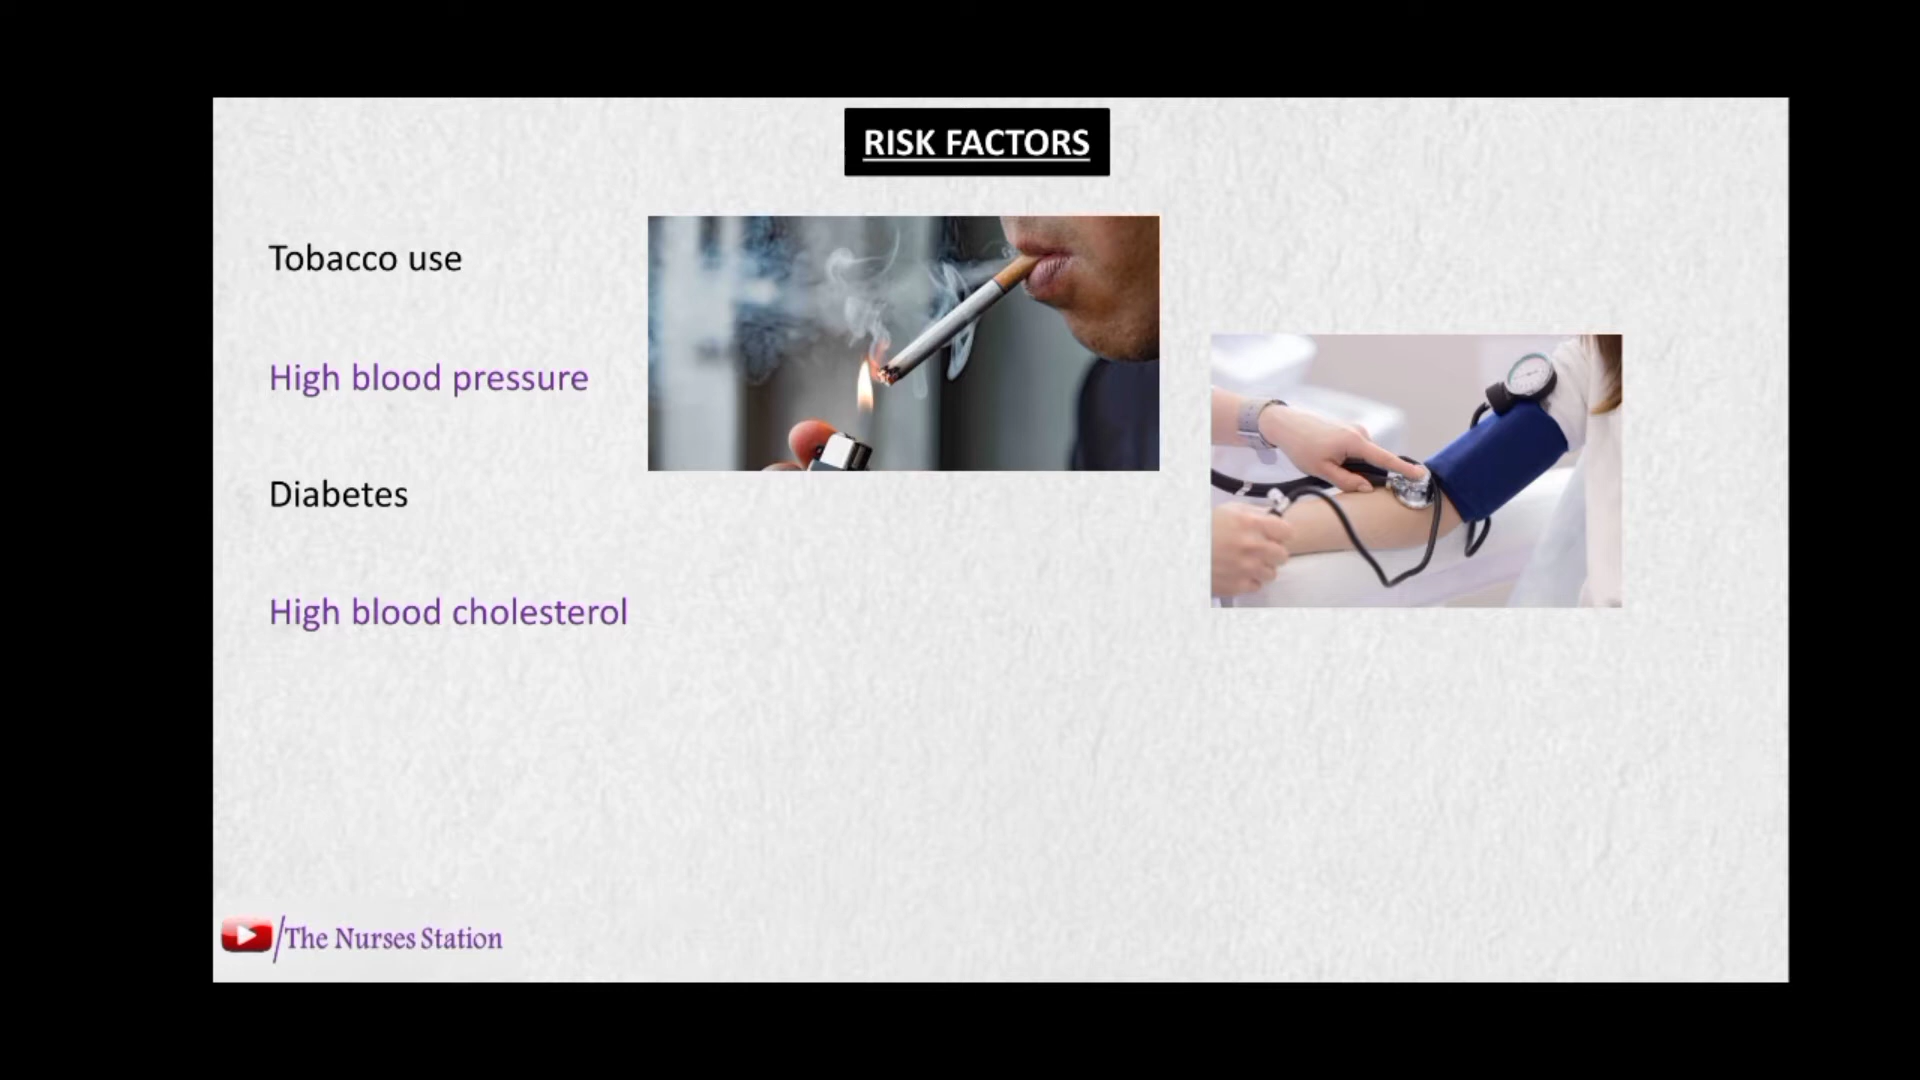 RISK FACTORS
Tobacco use
High blood pressure
Diabetes
High blood cholesterol
/The Nurses Station